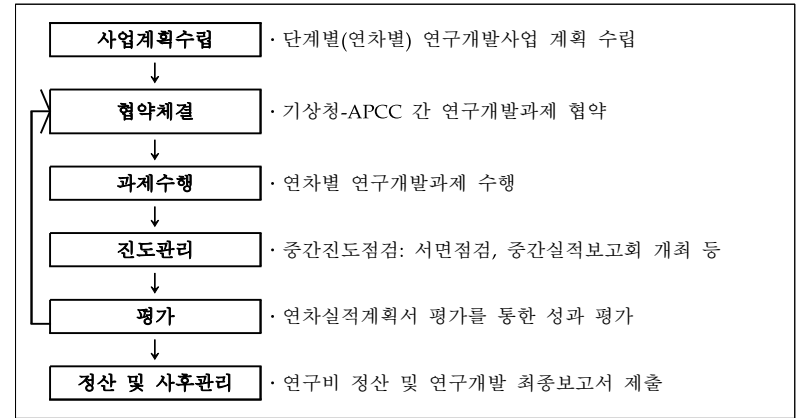 사업계획수립 · 단계별(연차별) 연구개발사업 계획 수립
↓
협약체결 · 기상청-APCC 간 연구개발과제 협약
↓
과제수행 · 연차별 연구개발과제 수행
↓
진도관리 · 중간진도점검: 서면점검, 중간실적보고회 개최 등
↓
평가 · 연차실적계획서 평가를 통한 성과 평가
↓
정산 및 사후관리 · 연구비 정산 및 연구개발 최종보고서 제출